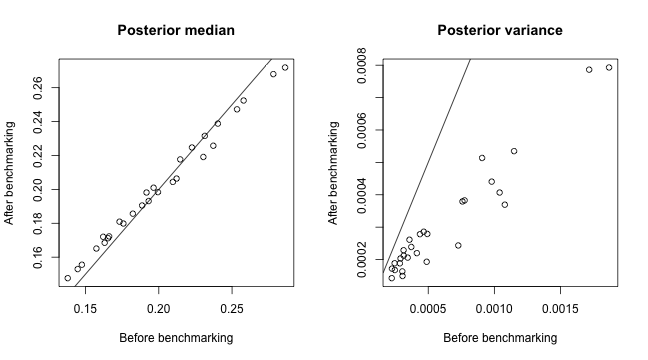 Posterior median
After benchmarking
0.26
0.24
0.22
0.20
0.18
0.16
0.15
0.20
0.25
Before benchmarking
Posterior variance
After benchmarking
0.0008
0.0006
0.0004
0.0002
0.0005
0.0010
0.0015
Before benchmarking